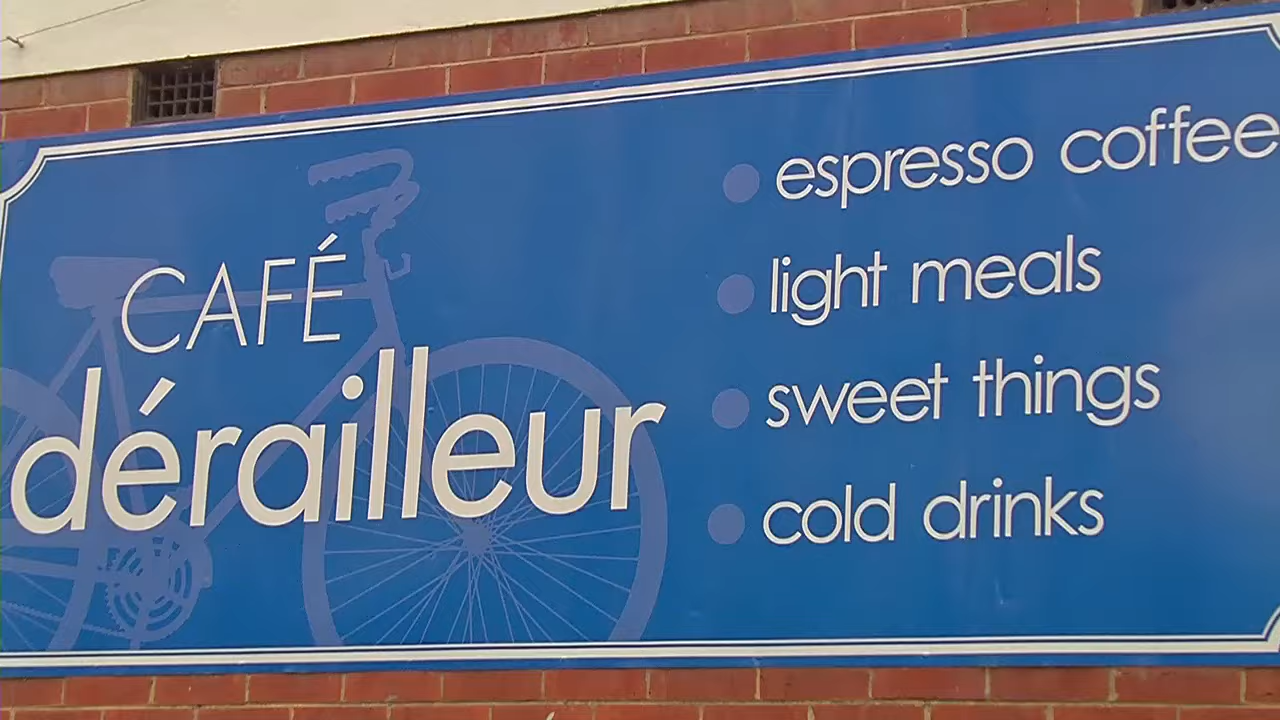 CAFÉ
dérailleur
espresso coffee
light meals
sweet things
cold drinks